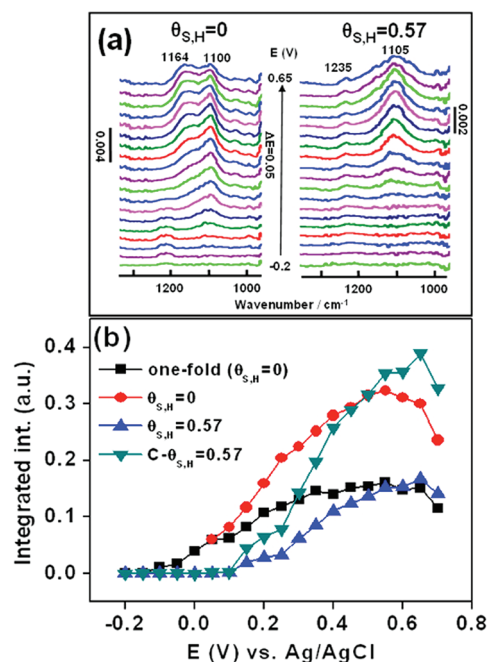 (a)
θS,H=0
θS,H=0.57
1164
1100
E (V)
1235
1105
0.65
0.004
ΔE=0.05
0.002
-0.2
1200
1100
1000
1200
1100
1000
Wavenumber / cm-1
(b)
0.4
one-fold (θS,H=0)
θS,H=0
0.3
θS,H=0.57
C-θS,H=0.57
0.2
0.1
0.0
Integrated int. (a.u.)
-0.2
0.0
0.2
0.4
0.6
0.8
E (V) vs. Ag/AgCl